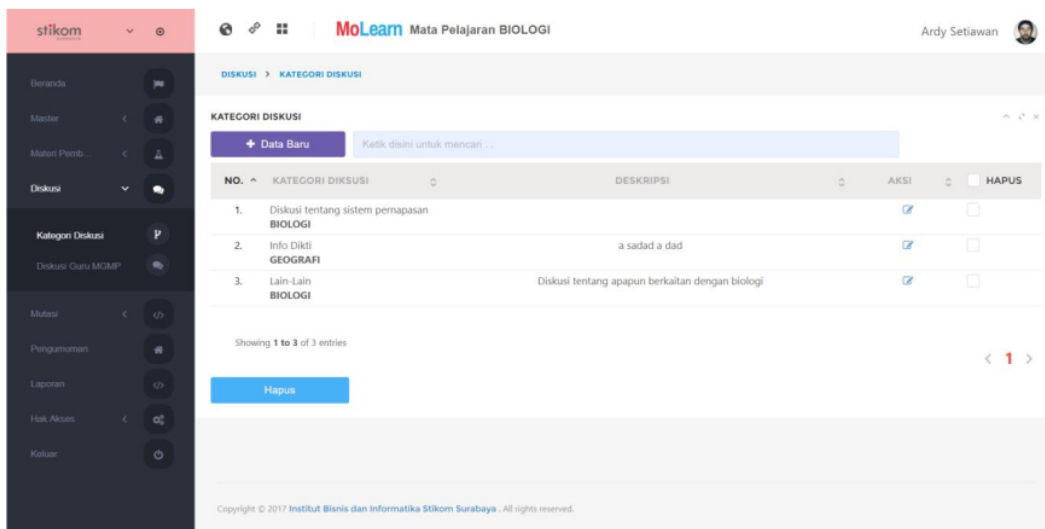 stikom
MoLearn Mata Pelajaran BIOLOGI
Ardy Setiawan
Beranda
Master
Materi Pemb...
Diskusi
Kategori Diskusi
Diskusi Guru MGMP
Mutasi
Pengumuman
Laporan
Hak Akses
Keluar
DISKUSI > KATEGORI DISKUSI
KATEGORI DISKUSI
+ Data Baru Ketik disini untuk mencari . .
NO. KATEGORI DIKSUSI DESKRIPSI AKSI HAPUS
1. Diskusi tentang sistem pernapasan
BIOLOGI
2. Info Dikti a sadad a dad
GEOGRAFI
3. Lain-Lain Diskusi tentang apapun berkaitan dengan biologi
BIOLOGI
Showing 1 to 3 of 3 entries
< 1 >
Hapus
Copyright © 2017 Institut Bisnis dan Informatika Stikom Surabaya . All rights reserved.